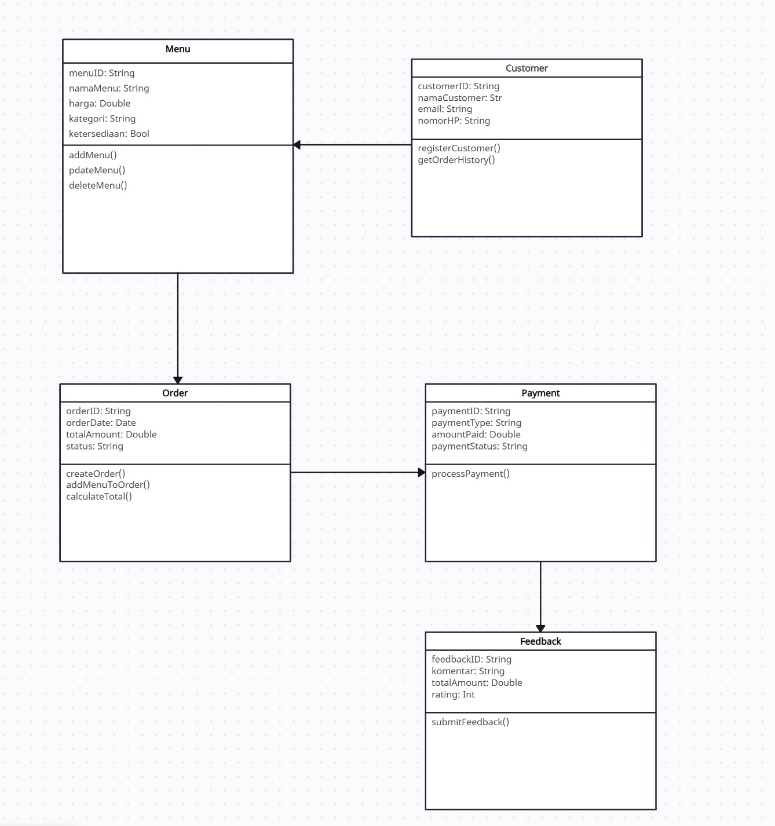 Menu
menuID: String
namaMenu: String
harga: Double
kategori: String
ketersediaan: Bool
addMenu()
pdateMenu()
deleteMenu()
Customer
customerID: String
namaCustomer: Str
email: String
nomorHP: String
registerCustomer()
getOrderHistory()
Order
orderID: String
orderDate: Date
totalAmount: Double
status: String
createOrder()
addMenuToOrder()
calculateTotal()
Payment
paymentID: String
paymentType: String
amountPaid: Double
paymentStatus: String
processPayment()
Feedback
feedbackID: String
komentar: String
totalAmount: Double
rating: Int
submitFeedback()